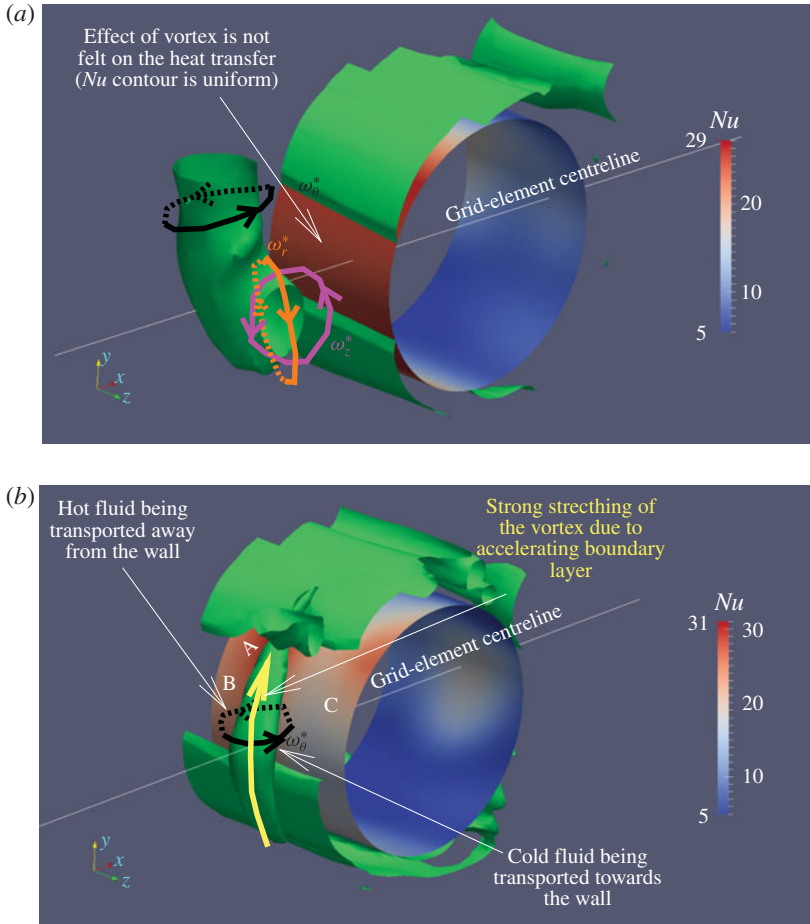 (a)
Effect of vortex is not
felt on the heat transfer
(Nu contour is uniform)
Nu
29
20
10
5
Grid-element centreline
ω*θ
ω*r
ω*z
y
x
z
(b)
Hot fluid being
transported away
from the wall
Strong strecthing of
the vortex due to
accelerating boundary
layer
Nu
31
30
20
10
5
Grid-element centreline
A
B
C
ω*θ
Cold fluid being
transported towards
the wall
y
x
z